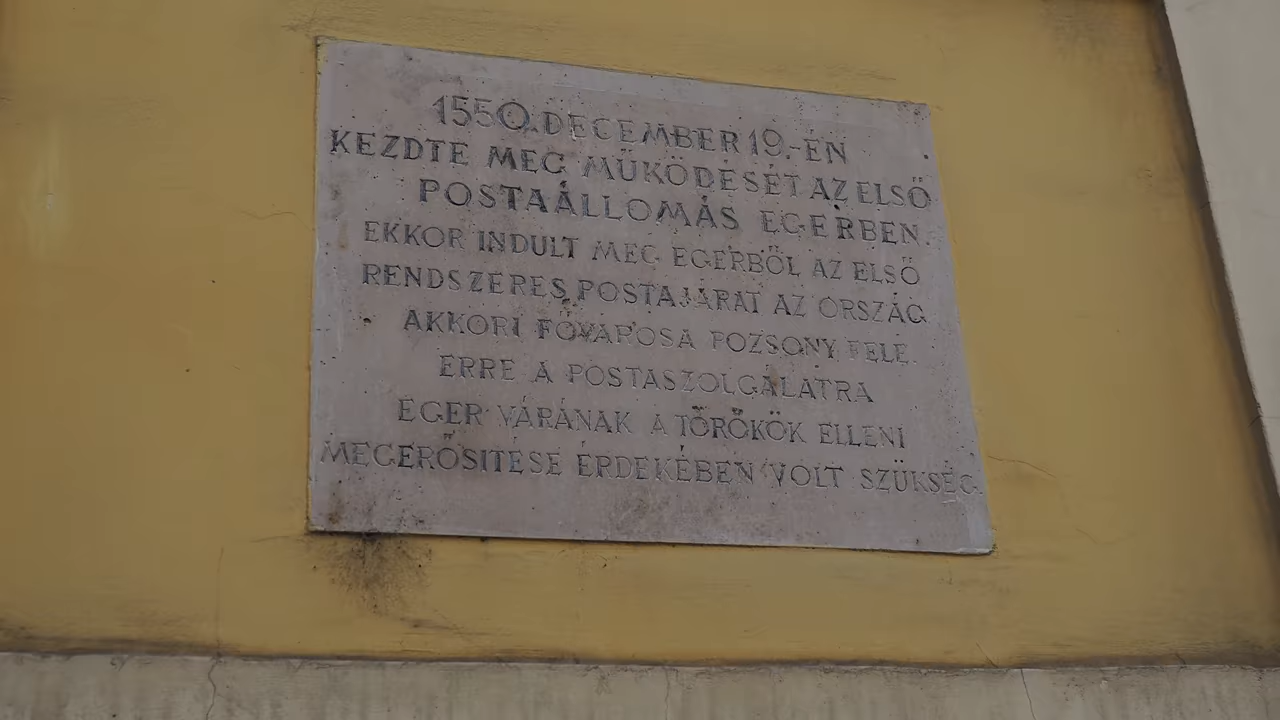 1550. DECEMBER 19.-ÉN
KEZDTE MEG MŰKÖDÉSÉT AZ ELSŐ
POSTAÁLLOMÁS EGERBEN.
EKKOR INDULT MEG EGERBŐL AZ ELSŐ
RENDSZERES POSTAJÁRAT AZ ORSZÁG
AKKORI FŐVÁROSA POZSONY FELÉ.
ERRE A POSTASZOLGÁLATRA
EGER VÁRÁNAK A TÖRÖKÖK ELLENI
MEGERŐSÍTÉSE ÉRDEKÉBEN VOLT SZÜKSÉG.